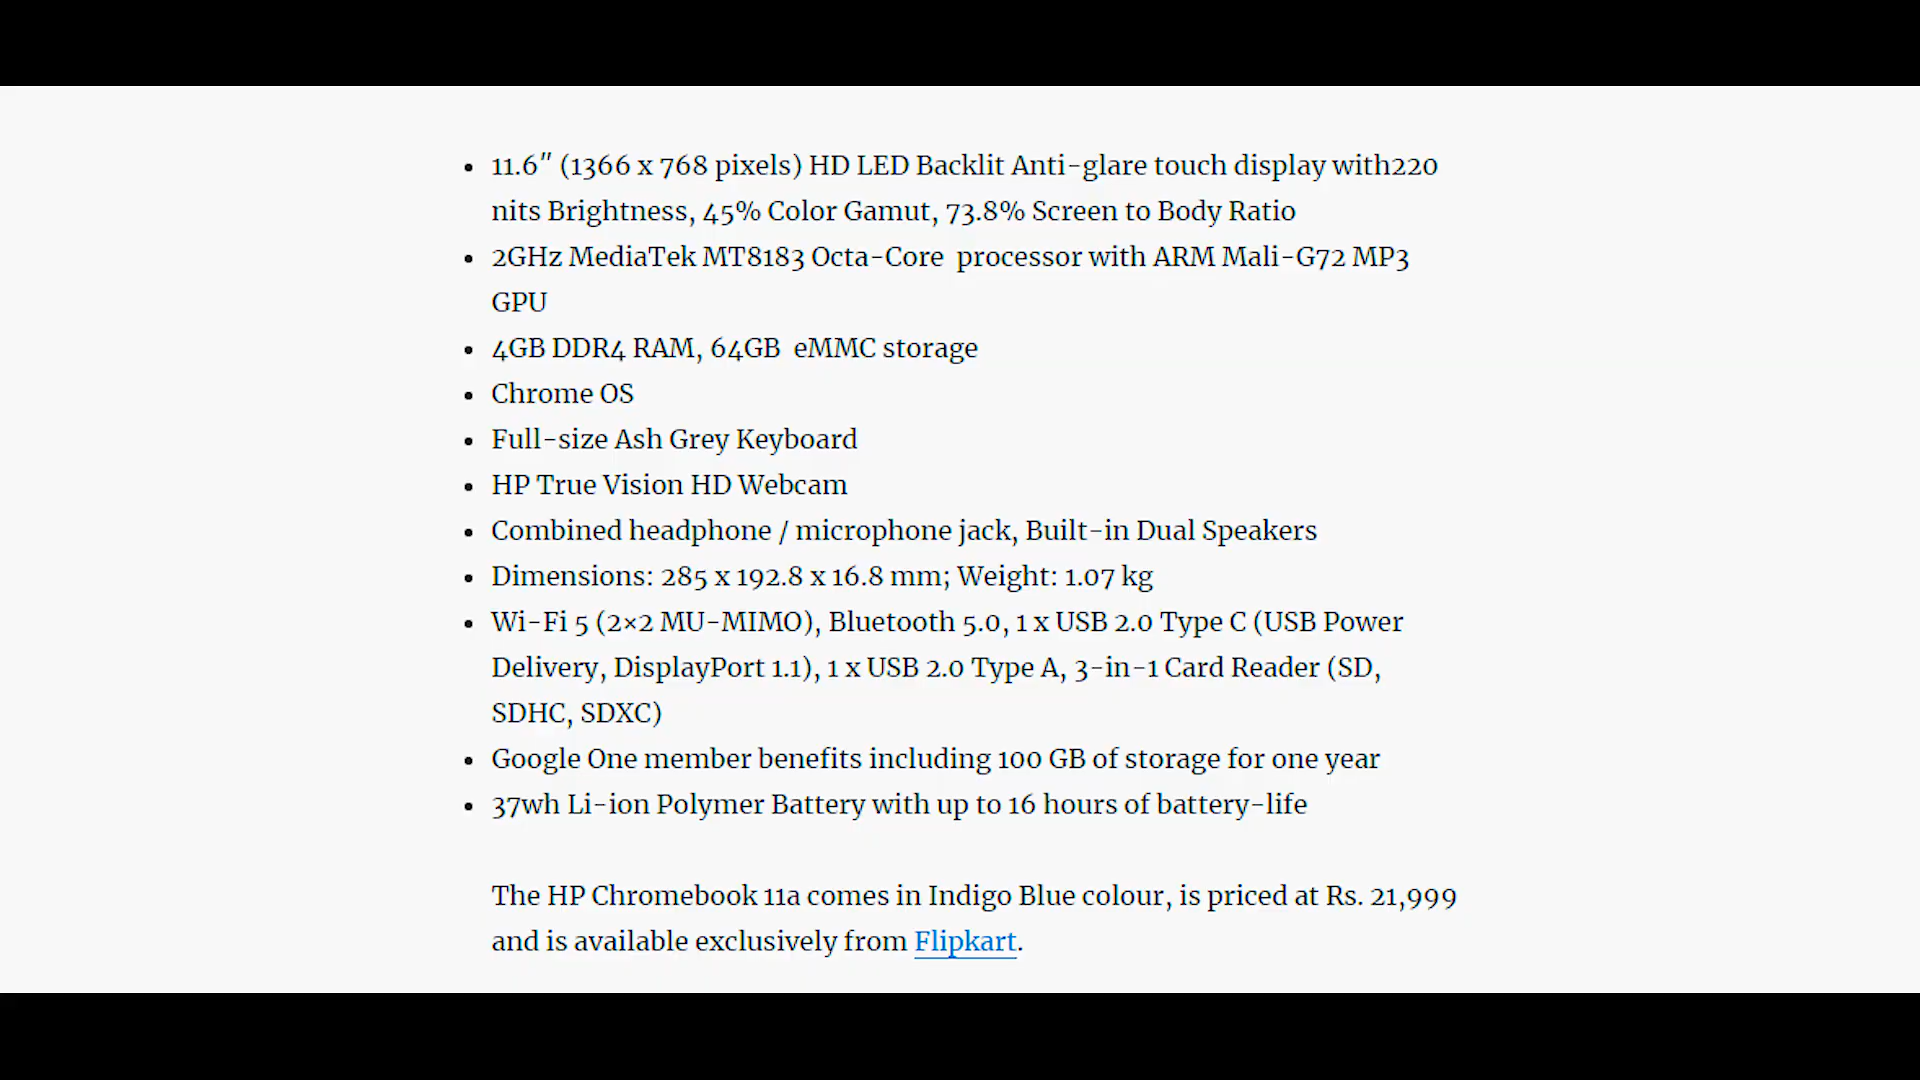 • 11.6″ (1366 x 768 pixels) HD LED Backlit Anti-glare touch display with220
nits Brightness, 45% Color Gamut, 73.8% Screen to Body Ratio
• 2GHz MediaTek MT8183 Octa-Core  processor with ARM Mali-G72 MP3
GPU
• 4GB DDR4 RAM, 64GB  eMMC storage
• Chrome OS
• Full-size Ash Grey Keyboard
• HP True Vision HD Webcam
• Combined headphone / microphone jack, Built-in Dual Speakers
• Dimensions: 285 x 192.8 x 16.8 mm; Weight: 1.07 kg
• Wi-Fi 5 (2×2 MU-MIMO), Bluetooth 5.0, 1 x USB 2.0 Type C (USB Power
Delivery, DisplayPort 1.1), 1 x USB 2.0 Type A, 3-in-1 Card Reader (SD,
SDHC, SDXC)
• Google One member benefits including 100 GB of storage for one year
• 37wh Li-ion Polymer Battery with up to 16 hours of battery-life
The HP Chromebook 11a comes in Indigo Blue colour, is priced at Rs. 21,999
and is available exclusively from Flipkart.